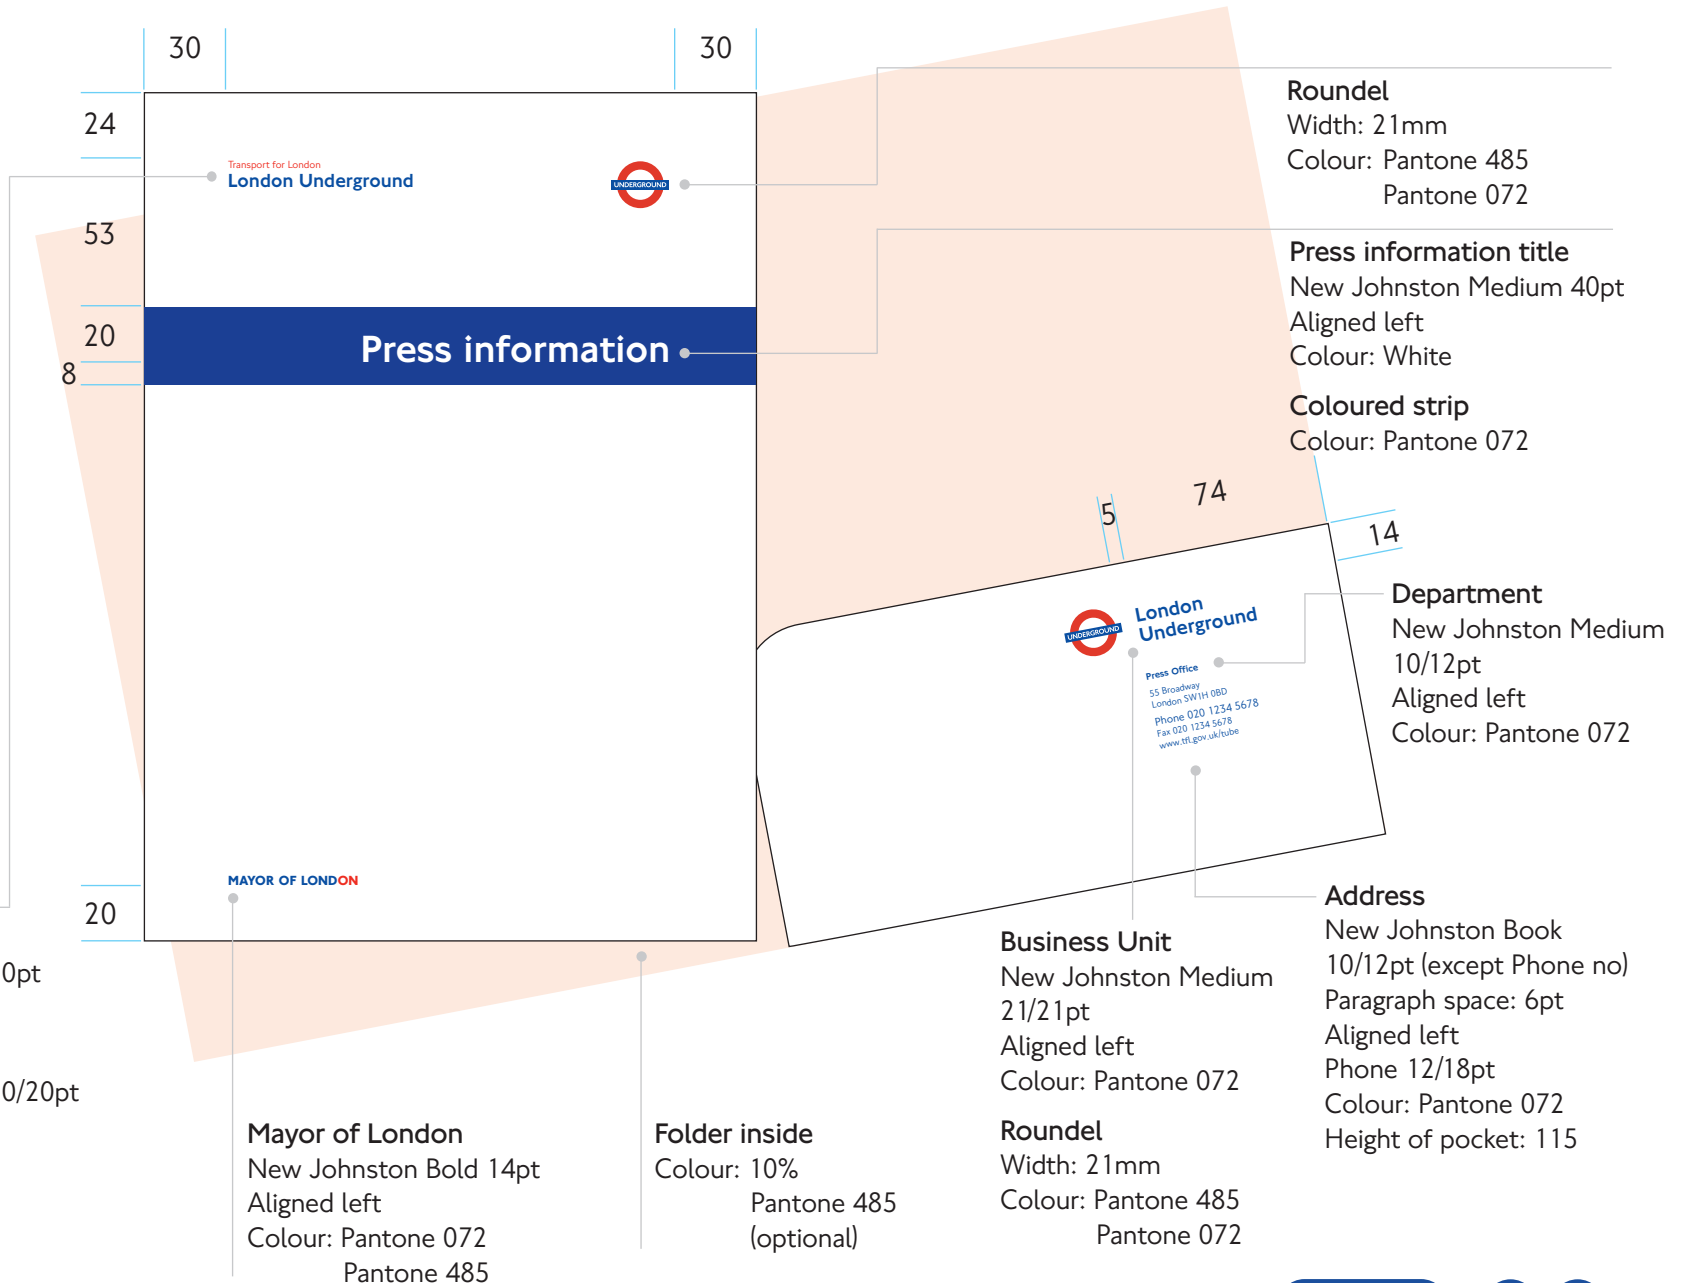 30
30
24
53
20
8
20
Transport for London
London Underground
UNDERGROUND
Press information
MAYOR OF LONDON
Roundel
Width: 21mm
Colour: Pantone 485
Pantone 072
Press information title
New Johnston Medium 40pt
Aligned left
Colour: White
Coloured strip
Colour: Pantone 072
5
74
14
UNDERGROUND
London
Underground
Press Office
55 Broadway
London SW1H 0BD
Phone 020 1234 5678
Fax 020 1234 5678
www.tfl.gov.uk/tube
Department
New Johnston Medium
10/12pt
Aligned left
Colour: Pantone 072
0pt
0/20pt
Mayor of London
New Johnston Bold 14pt
Aligned left
Colour: Pantone 072
Pantone 485
Folder inside
Colour: 10%
Pantone 485
(optional)
Business Unit
New Johnston Medium
21/21pt
Aligned left
Colour: Pantone 072
Roundel
Width: 21mm
Colour: Pantone 485
Pantone 072
Address
New Johnston Book
10/12pt (except Phone no)
Paragraph space: 6pt
Aligned left
Phone 12/18pt
Colour: Pantone 072
Height of pocket: 115